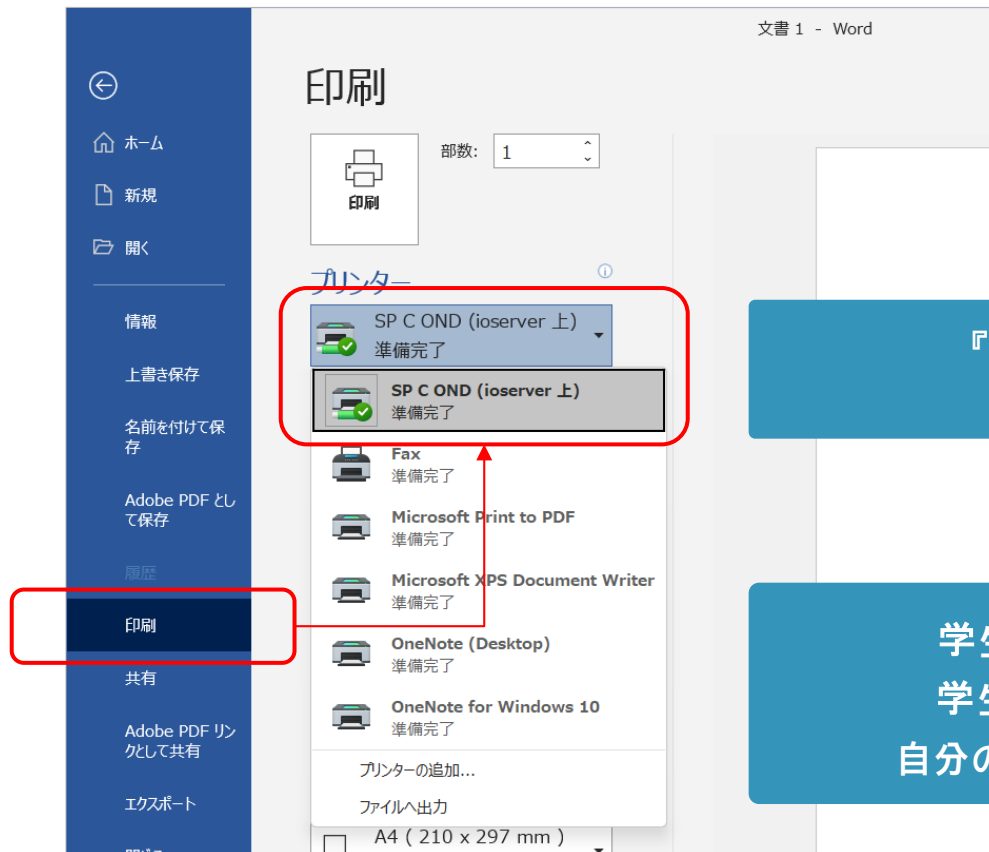 文書 1 - Word
印刷
ホーム
新規
開く
情報
上書き保存
名前を付けて保
存
Adobe PDF とし
て保存
履歴
印刷
共有
Adobe PDF リン
クとして共有
エクスポート
印刷
部数: 1
プリンター
SP C OND (ioserver 上)
準備完了
SP C OND (ioserver 上)
準備完了
Fax
準備完了
Microsoft Print to PDF
準備完了
Microsoft XPS Document Writer
準備完了
OneNote (Desktop)
準備完了
OneNote for Windows 10
準備完了
プリンターの追加...
ファイルへ出力
A4 ( 210 x 297 mm )
『
学
学
自分